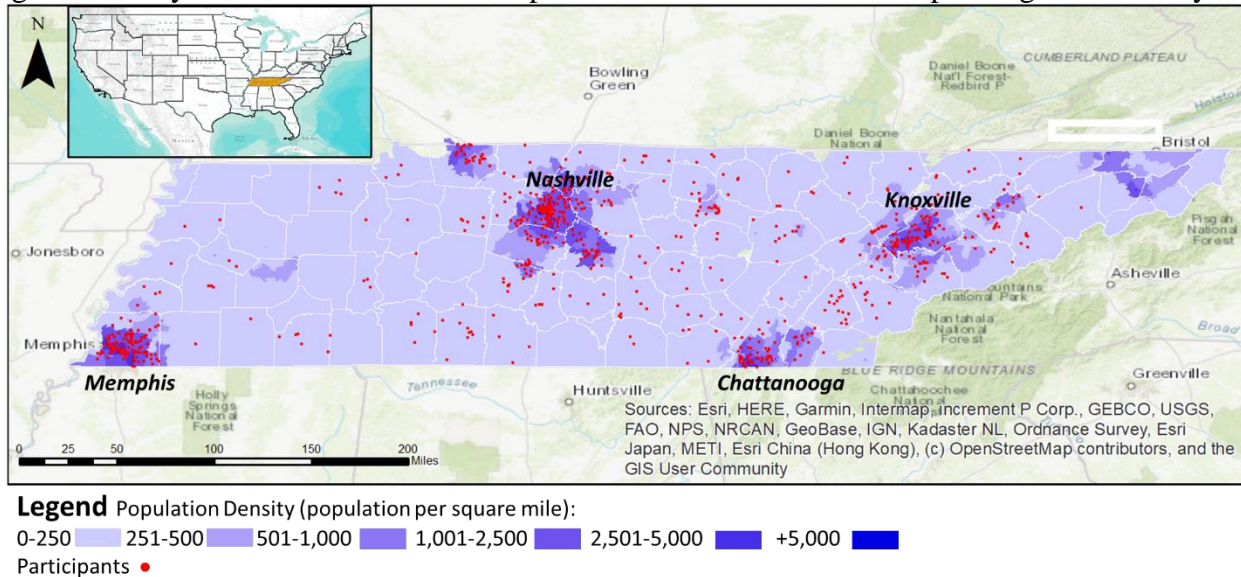 N
CUMBERLAND PLATEAU
Daniel Boone
Nat'l Forest-
Redbird P
Bowling
Green
Daniel Boone
National
Holston
Bristol
Nashville
Knoxville
Pisgah
National
Forest
Jonesboro
Asheville
ountains
National Park
Nantahala
National
Forest
Memphis
Broad
Memphis
Chattanooga
BLUE RIDGE MOUNTAINS
Greenville
Tennessee
Huntsville
Chattahoochee
National
Holly
Springs
National
Forest
Sources: Esri, HERE, Garmin, Intermap, increment P Corp., GEBCO, USGS,
FAO, NPS, NRCAN, GeoBase, IGN, Kadaster NL, Ordnance Survey, Esri
Japan, METI, Esri China (Hong Kong), (c) OpenStreetMap contributors, and the
GIS User Community
0 25 50 100 150 200
Miles
Legend Population Density (population per square mile):
0-250 251-500 501-1,000 1,001-2,500 2,501-5,000 +5,000
Participants